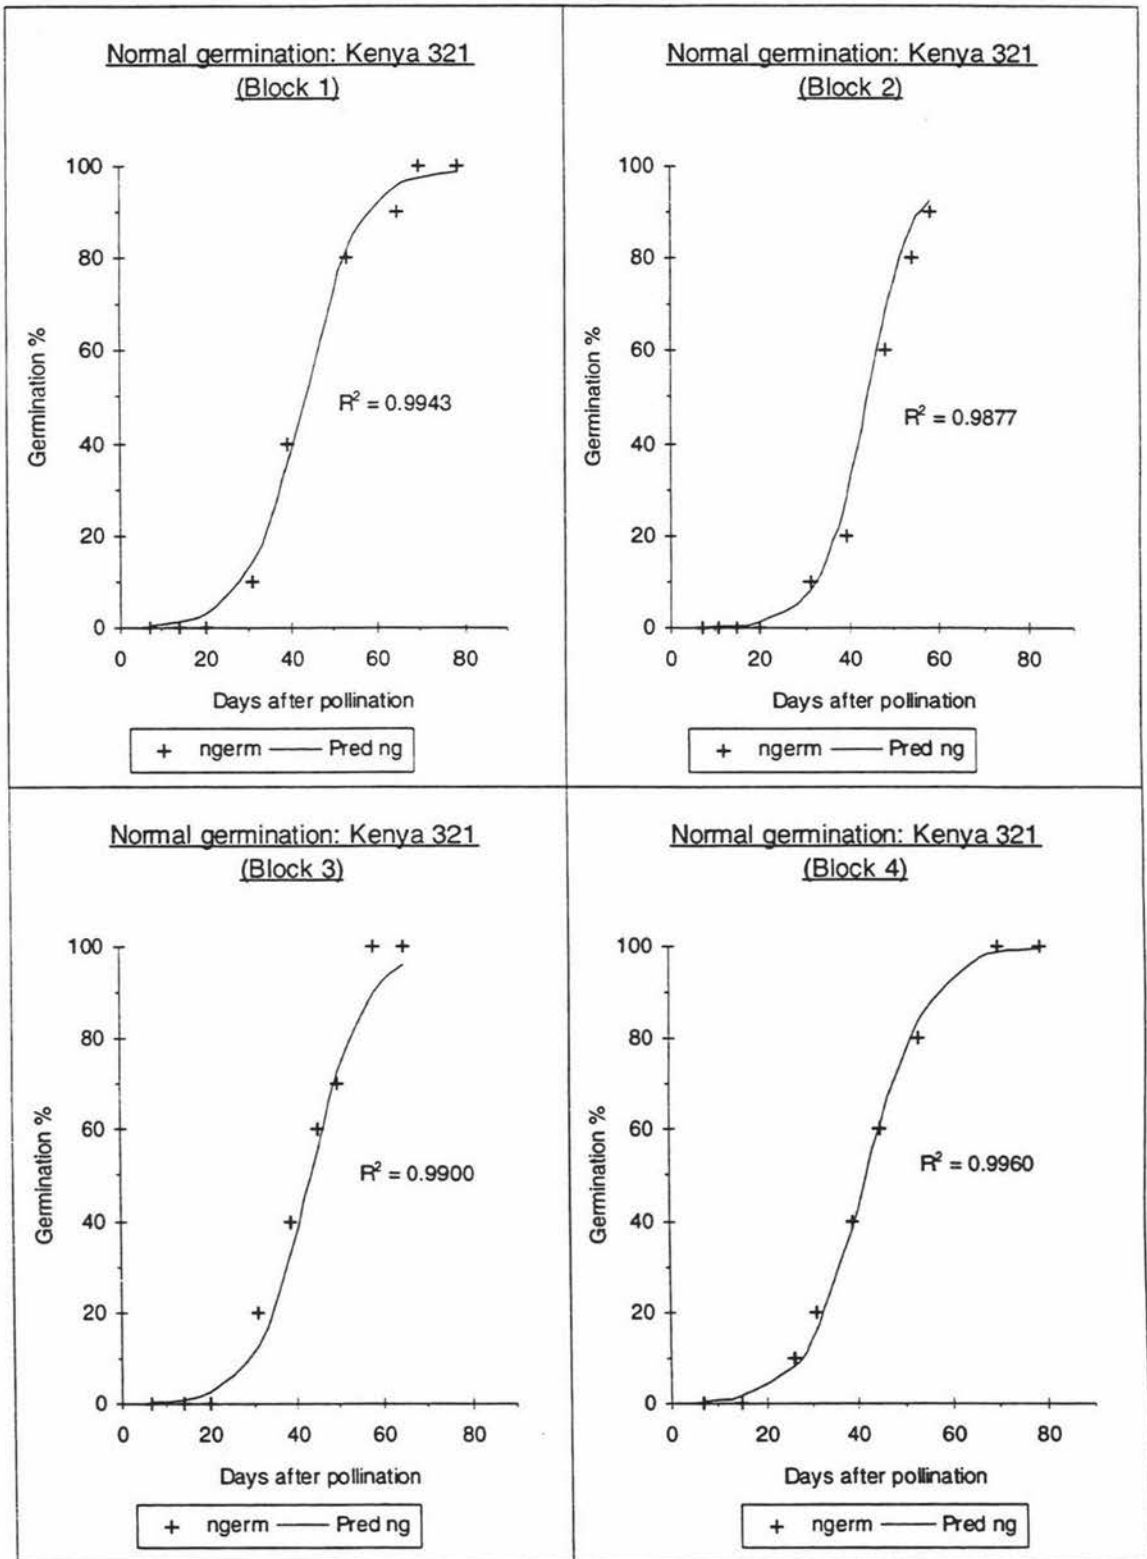 Normal germination: Kenya 321
(Block 1)
100
80
60
40
20
0
Germination %
R² = 0.9943
0 20 40 60 80
Days after pollination
+ ngerm —— Pred ng
Normal germination: Kenya 321
(Block 2)
100
80
60
40
20
0
Germination %
R² = 0.9877
0 20 40 60 80
Days after pollination
+ ngerm —— Pred ng
Normal germination: Kenya 321
(Block 3)
100
80
60
40
20
0
Germination %
R² = 0.9900
0 20 40 60 80
Days after pollination
+ ngerm —— Pred ng
Normal germination: Kenya 321
(Block 4)
100
80
60
40
20
0
Germination %
R² = 0.9960
0 20 40 60 80
Days after pollination
+ ngerm —— Pred ng